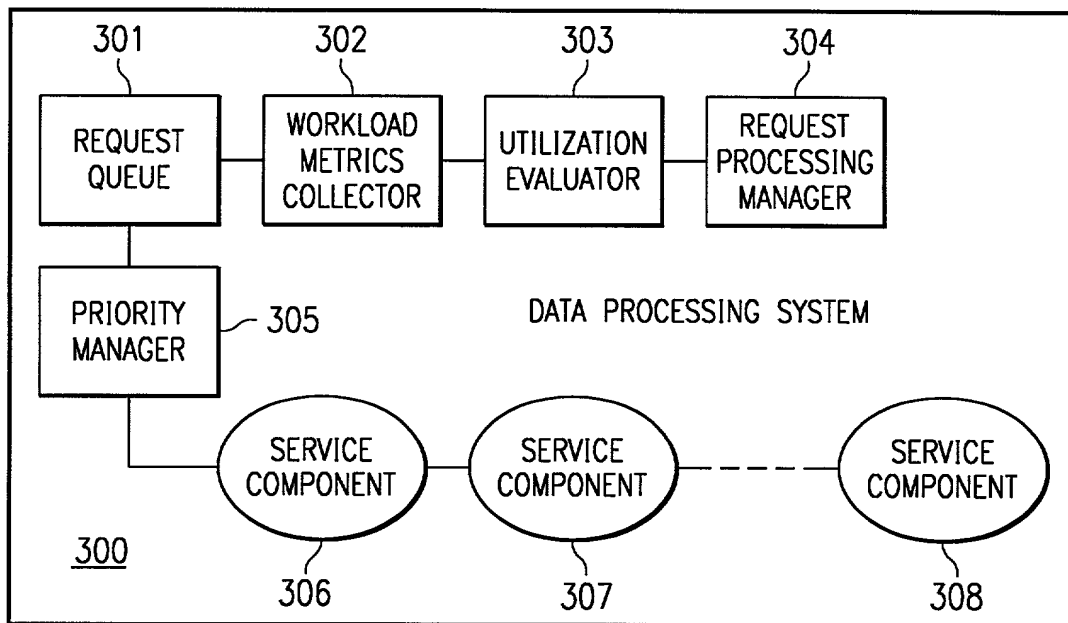 301
302
303
304
REQUEST
QUEUE
WORKLOAD
METRICS
COLLECTOR
UTILIZATION
EVALUATOR
REQUEST
PROCESSING
MANAGER
PRIORITY
MANAGER
305
DATA PROCESSING SYSTEM
SERVICE
COMPONENT
SERVICE
COMPONENT
SERVICE
COMPONENT
300
306
307
308